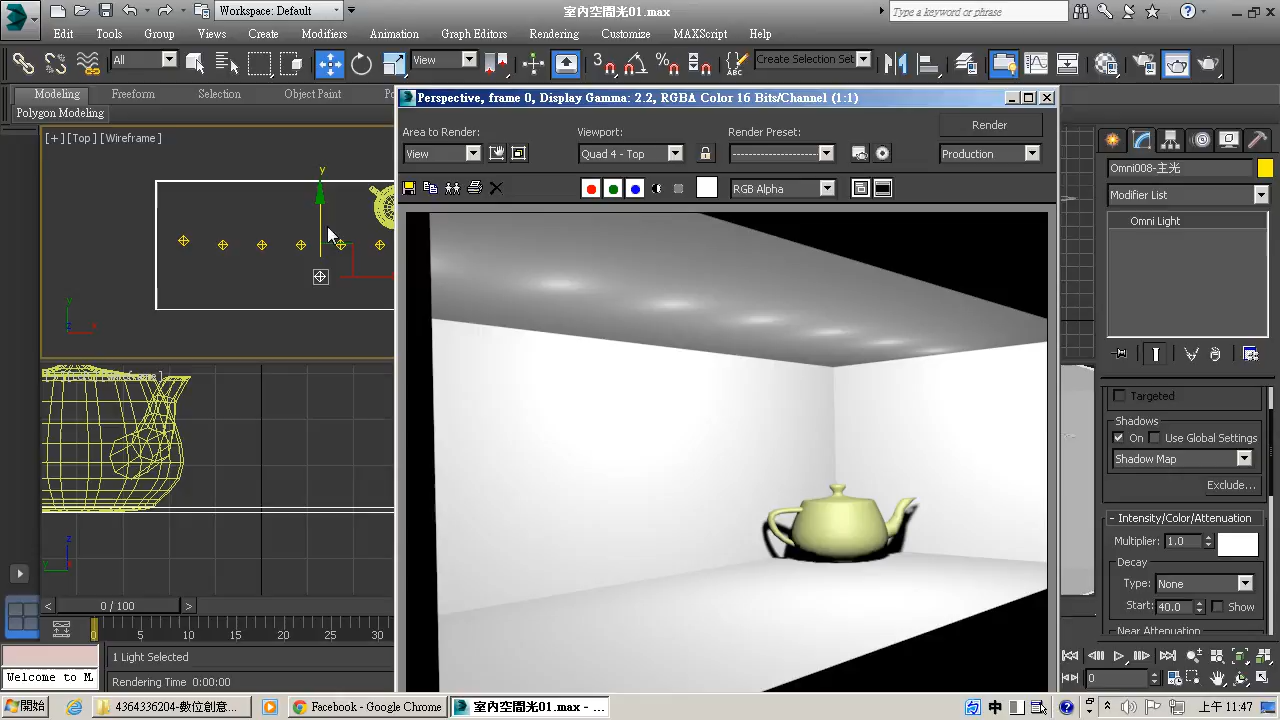 Workspace: Default
室內空間光01.max
Type a keyword or phrase
Edit Tools Group Views Create Modifiers Animation Graph Editors Rendering Customize MAXScript Help
All
View
Create Selection Set
Modeling Freeform Selection Object Paint
Polygon Modeling
[+] [Top] [Wireframe]
Perspective, frame 0, Display Gamma: 2.2, RGBA Color 16 Bits/Channel (1:1)
Area to Render:
View
Viewport:
Quad 4 - Top
Render Preset:
Render
Production
RGB Alpha
Omni008-主光
Modifier List
Omni Light
Targeted
Shadows
On Use Global Settings
Shadow Map
Exclude...
Intensity/Color/Attenuation
Multiplier: 1.0
Decay
Type: None
Start: 40.0 Show
Near Attenuation
y
y
x
z
z
y
0 / 100
0 5 10 15 20 25 30
1 Light Selected
Welcome to M
Rendering Time 0:00:00
0
開始
4364336204-數位創意...
Facebook - Google Chrome
室內空間光01.max - ...
中
上午 11:47